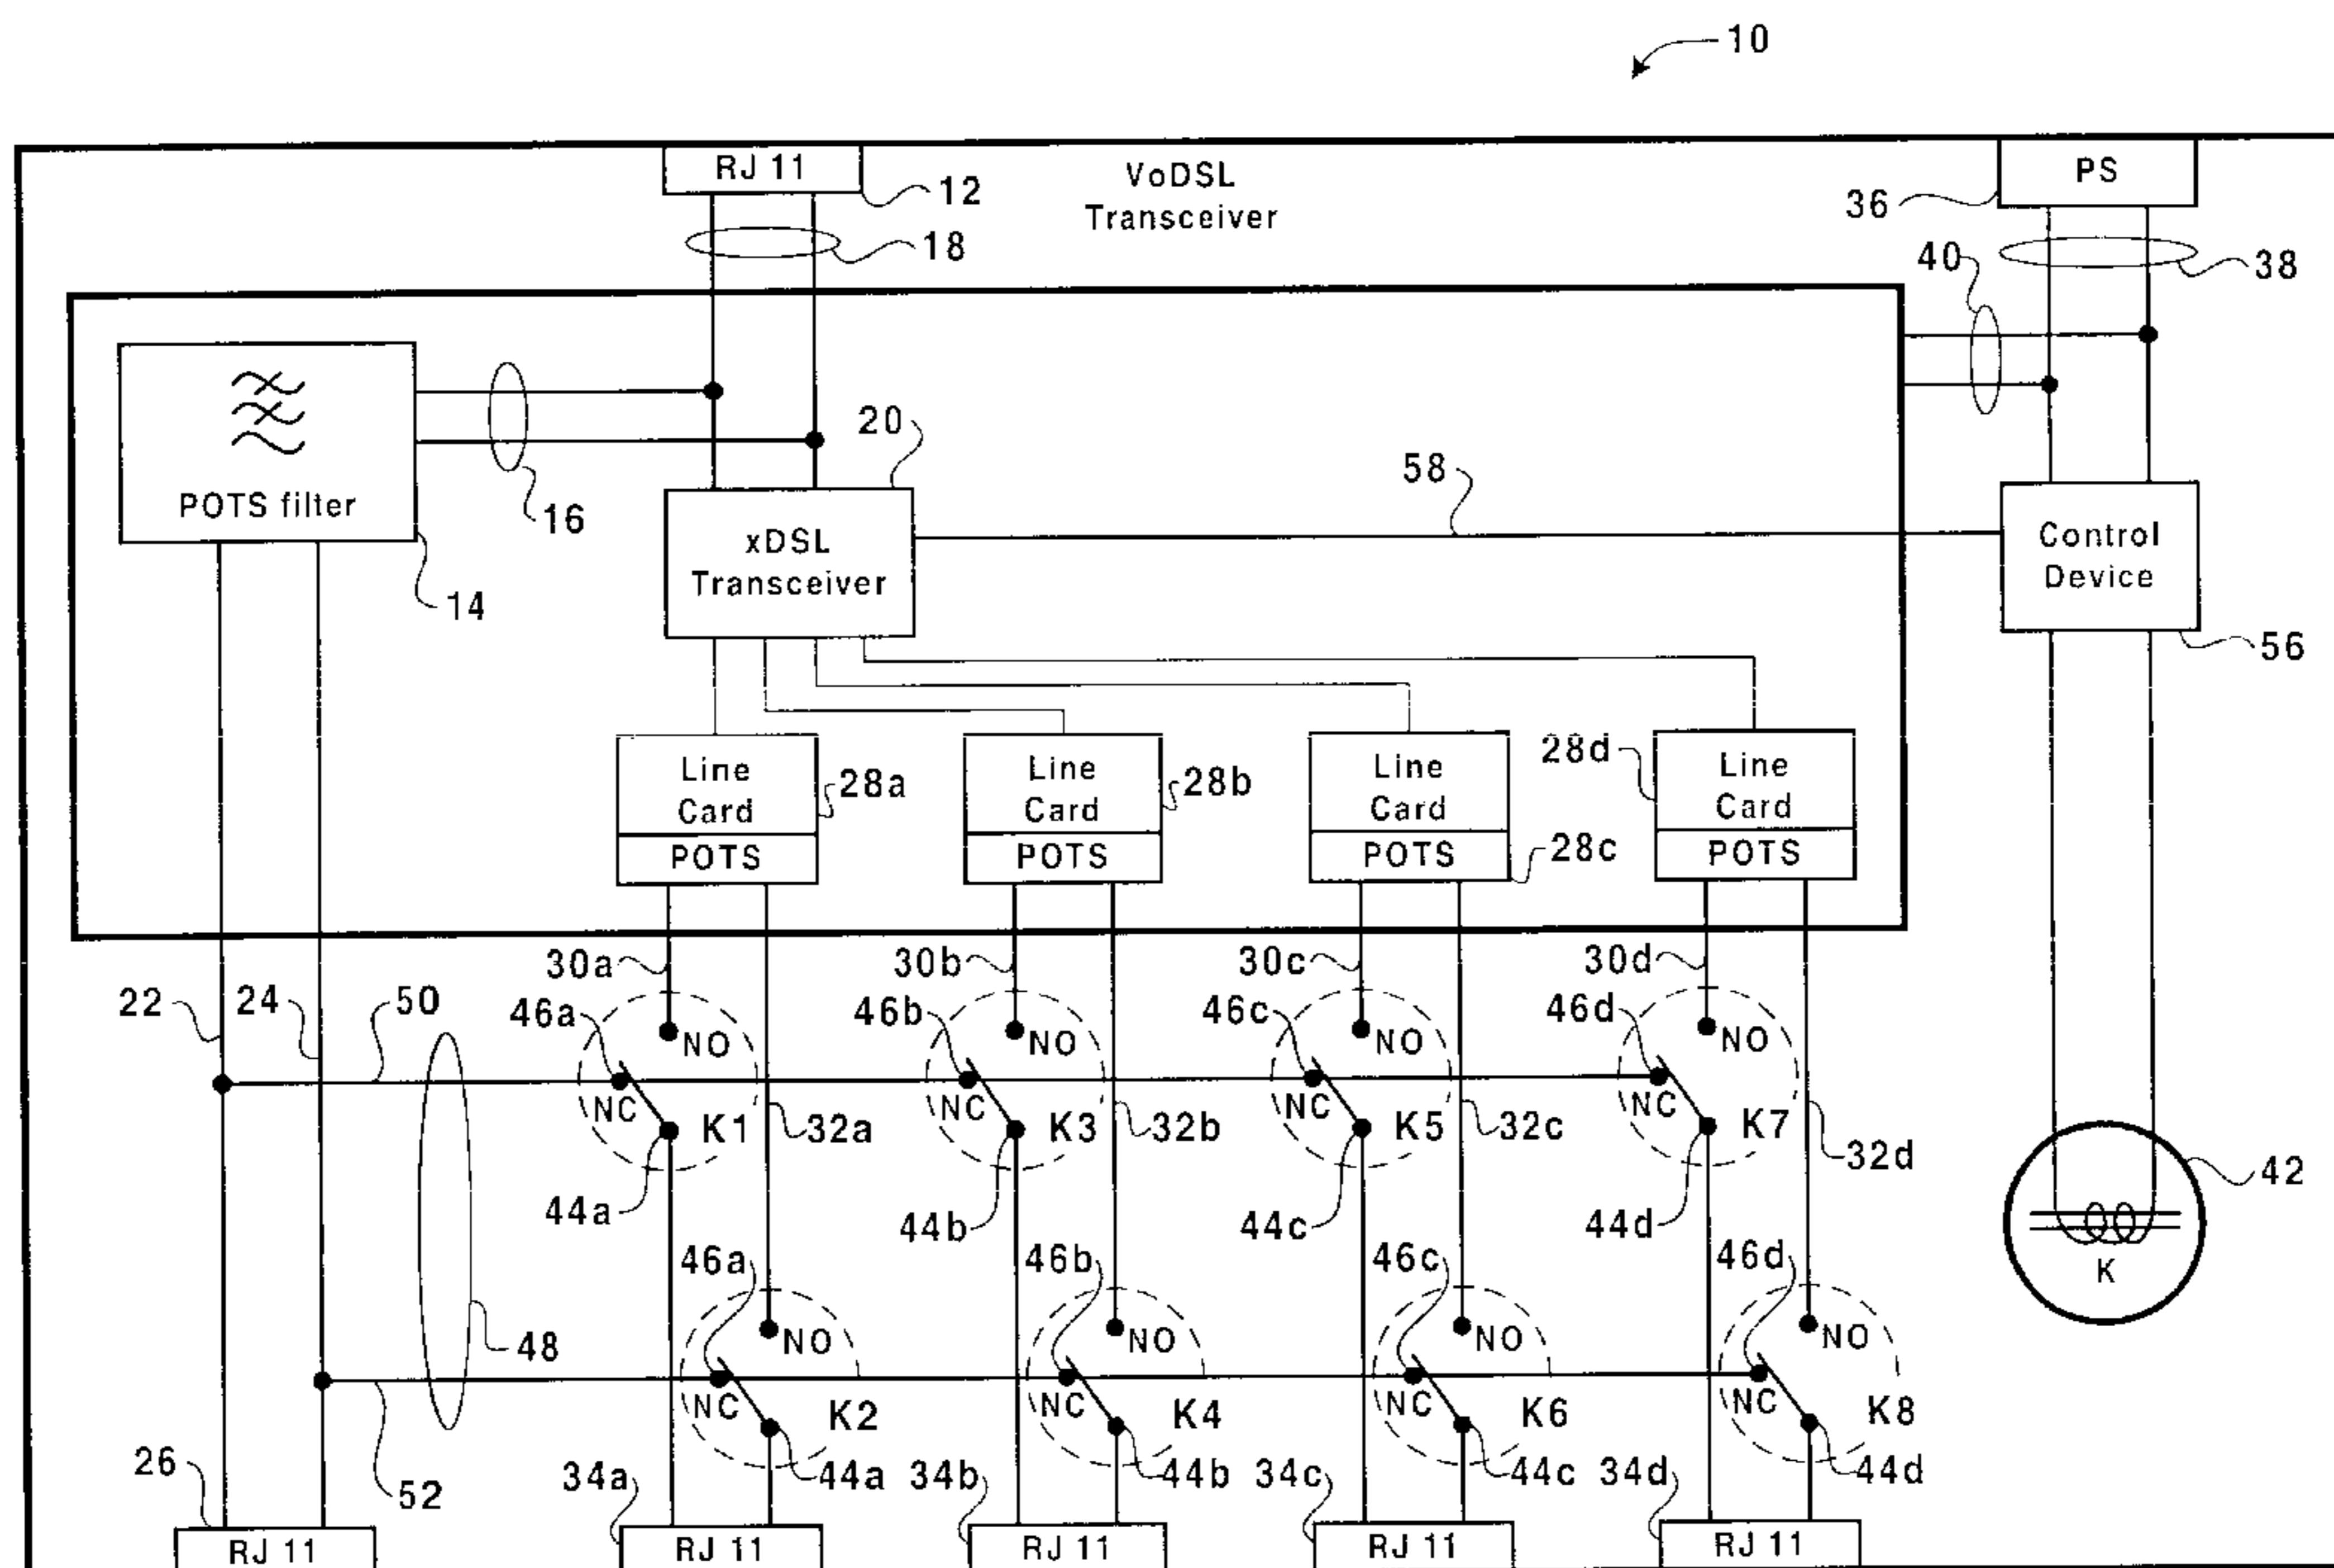 10
RJ 11
VoDSL
Transceiver
PS
12
36
18
40
38
20
58
POTS filter
16
xDSL
Transceiver
Control
Device
14
56
Line
Card
POTS
28a
Line
Card
POTS
28b
Line
Card
POTS
28c
28d
Line
Card
POTS
30a
30b
30c
30d
22
24
50
46a
NO
46b
NO
46c
NO
46d
NO
NC
K1
32a
NC
K3
32b
NC
K5
32c
NC
K7
32d
42
44a
44b
44c
44d
46a
46b
46c
46d
K
48
NO
NO
NO
NO
NC
K2
NC
K4
NC
K6
NC
K8
26
52
34a
44a
34b
44b
34c
44c
34d
44d
RJ 11
RJ 11
RJ 11
RJ 11
RJ 11